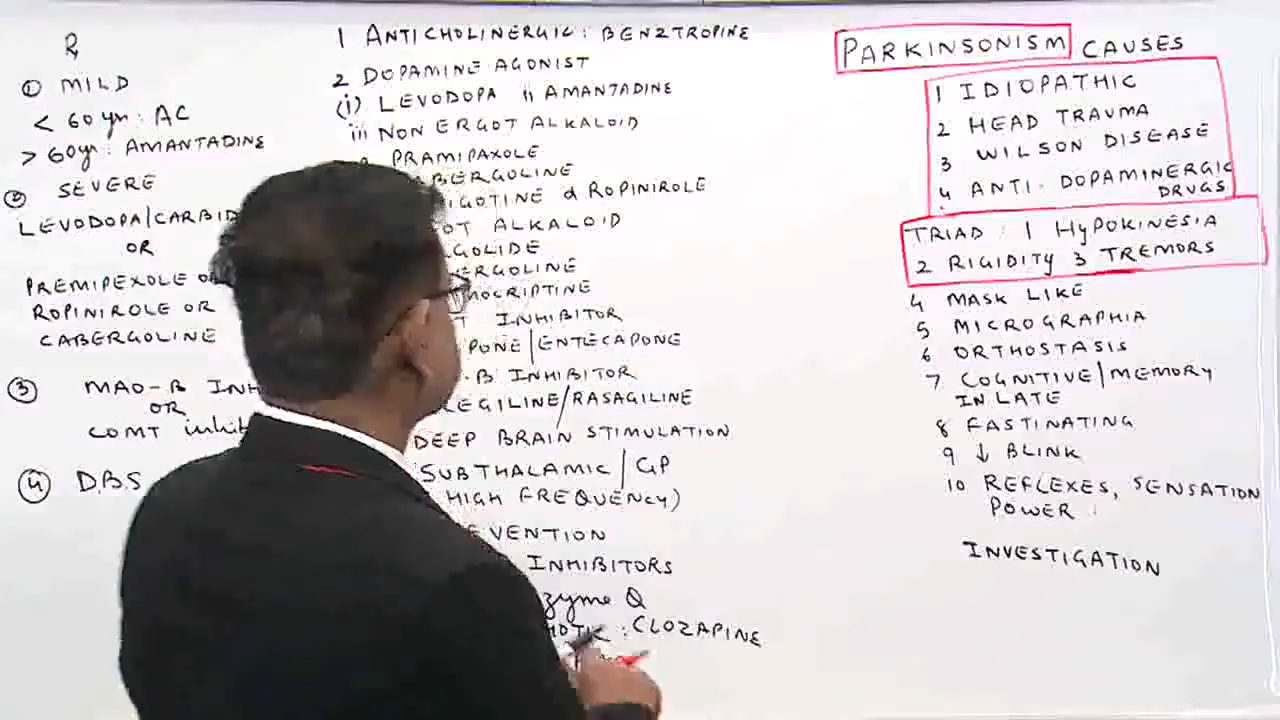 ℞
① MILD
< 60 yr : AC
> 60yr : AMANTADINE
② SEVERE
LEVODOPA/CARBID
OR
PREMIPEXOLE O
ROPINIROLE OR
CABERGOLINE
③ MAO-B INH
OR
COMT inhib
④ D.B.S
1 ANTICHOLINERGIC : BENZTROPINE
2 DOPAMINE AGONIST
(i) LEVODOPA ii AMANTADINE
iii NON ERGOT ALKALOID
PRAMIPAXOLE
BERGOLINE
IGOTINE d ROPINIROLE
OT ALKALOID
GOLIDE
ERGOLINE
MOCRIPTINE
T INHIBITOR
PONE/ENTECAPONE
-B INHIBITOR
LEGILINE/RASAGILINE
DEEP BRAIN STIMULATION
SUBTHALAMIC/GP
HIGH FREQUENCY)
VENTION
INHIBITORS
zyme Q
HOTIC : CLOZAPINE
PARKINSONISM CAUSES
1 IDIOPATHIC
2 HEAD TRAUMA
3 WILSON DISEASE
4 ANTI-DOPAMINERGIC
DRUGS
TRIAD : 1 HyPOKINESIA
2 RIGIDITY 3 TREMORS
4 MASK LIKE
5 MICROGRAPHIA
6 ORTHOSTASIS
7 COGNITIVE/MEMORY
IN LATE
8 FASTINATING
9 ↓ BLINK
10 REFLEXES, SENSATION
POWER :
INVESTIGATION